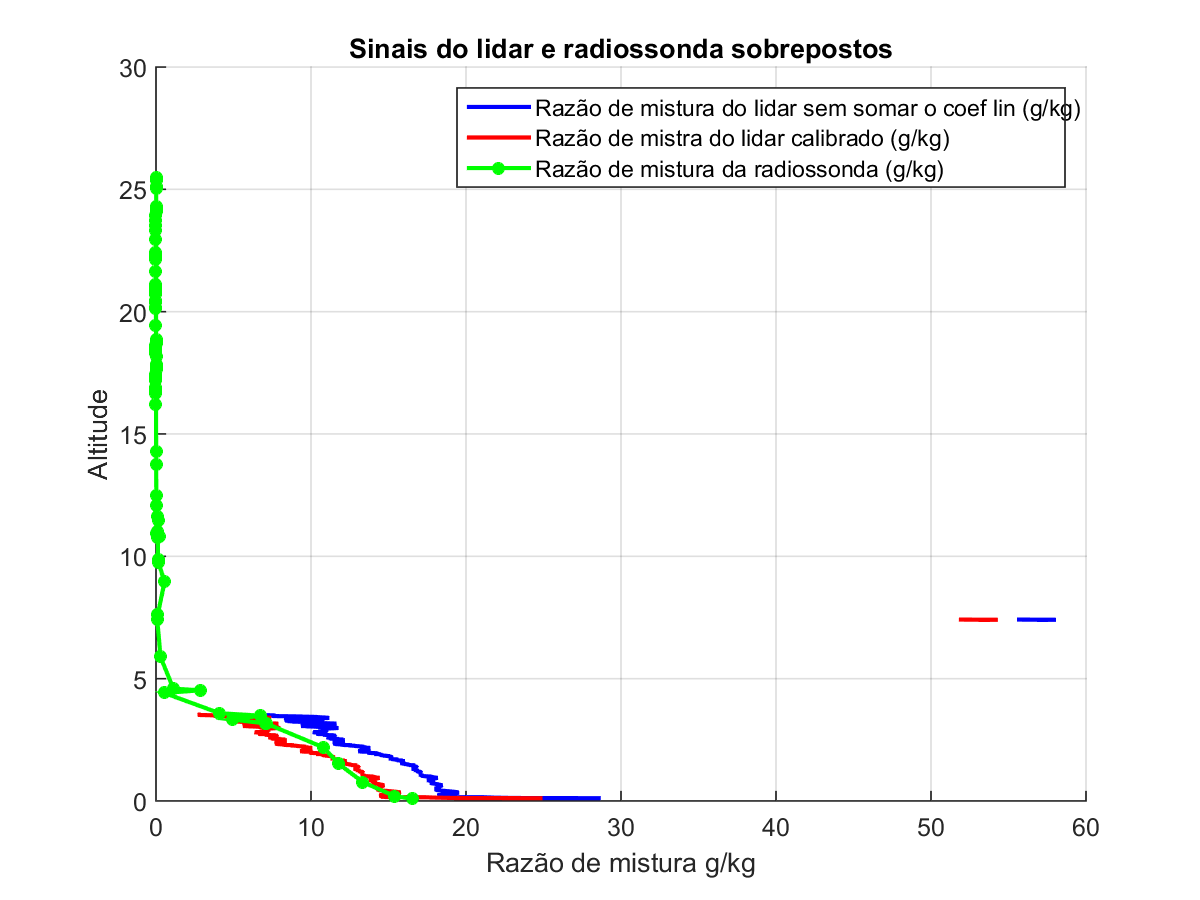 Sinais do lidar e radiossonda sobrepostos
30
25
20
15
10
5
0
Altitude
Razão de mistura do lidar sem somar o coef lin (g/kg)
Razão de mistra do lidar calibrado (g/kg)
Razão de mistura da radiossonda (g/kg)
0 10 20 30 40 50 60
Razão de mistura g/kg